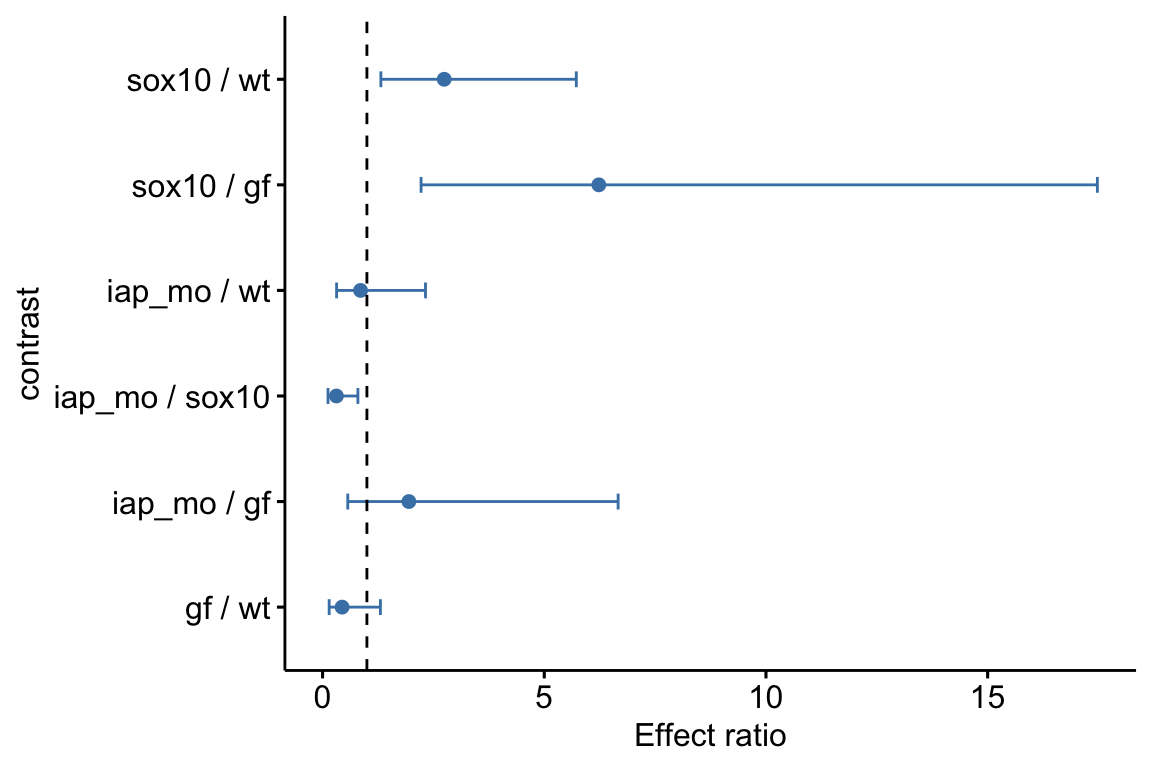 sox10 / wt
sox10 / gf
iap_mo / wt
contrast
iap_mo / sox10
iap_mo / gf
gf / wt
0 5 10 15
Effect ratio